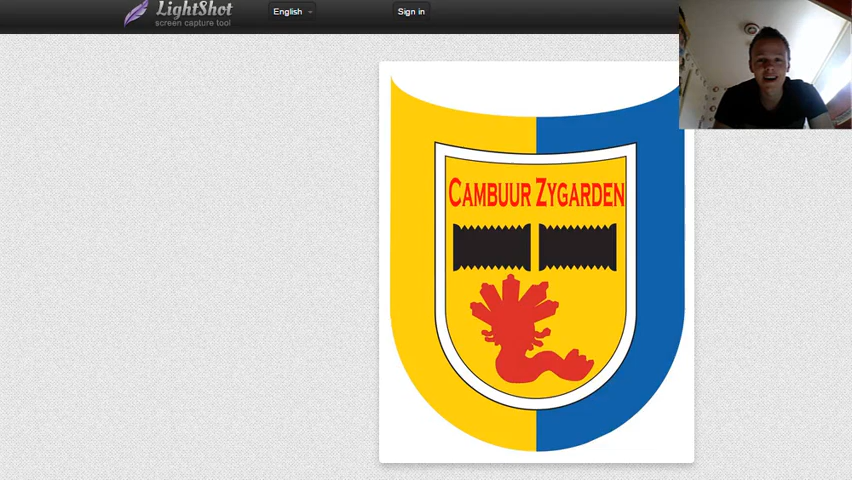 LightShot
screen capture tool
English
Sign in
CAMBUUR ZYGARDEN